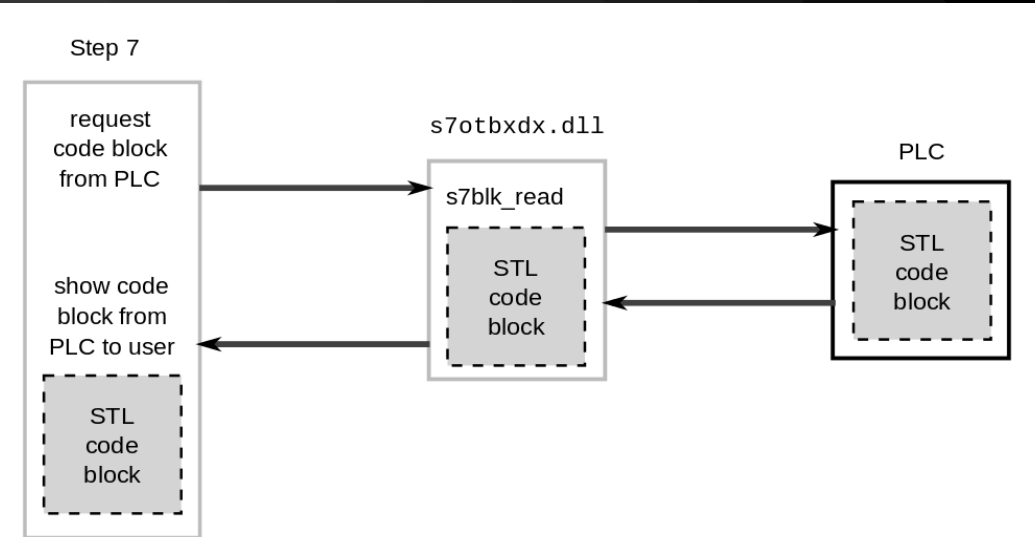 Step 7
request
code block
from PLC
show code
block from
PLC to user
STL
code
block
s7otbxdx.dll
s7blk_read
STL
code
block
PLC
STL
code
block